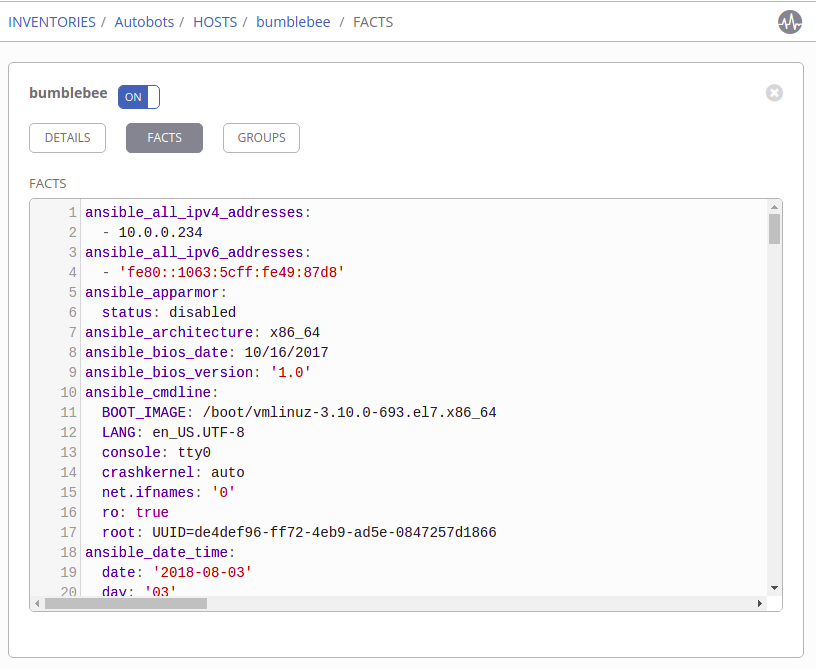 INVENTORIES / Autobots / HOSTS / bumblebee / FACTS
bumblebee ON
DETAILS FACTS GROUPS
FACTS
1 ansible_all_ipv4_addresses:
2   - 10.0.0.234
3 ansible_all_ipv6_addresses:
4   - 'fe80::1063:5cff:fe49:87d8'
5 ansible_apparmor:
6   status: disabled
7 ansible_architecture: x86_64
8 ansible_bios_date: 10/16/2017
9 ansible_bios_version: '1.0'
10 ansible_cmdline:
11   BOOT_IMAGE: /boot/vmlinuz-3.10.0-693.el7.x86_64
12   LANG: en_US.UTF-8
13   console: tty0
14   crashkernel: auto
15   net.ifnames: '0'
16   ro: true
17   root: UUID=de4def96-ff72-4eb9-ad5e-0847257d1866
18 ansible_date_time:
19   date: '2018-08-03'
20   day: '03'